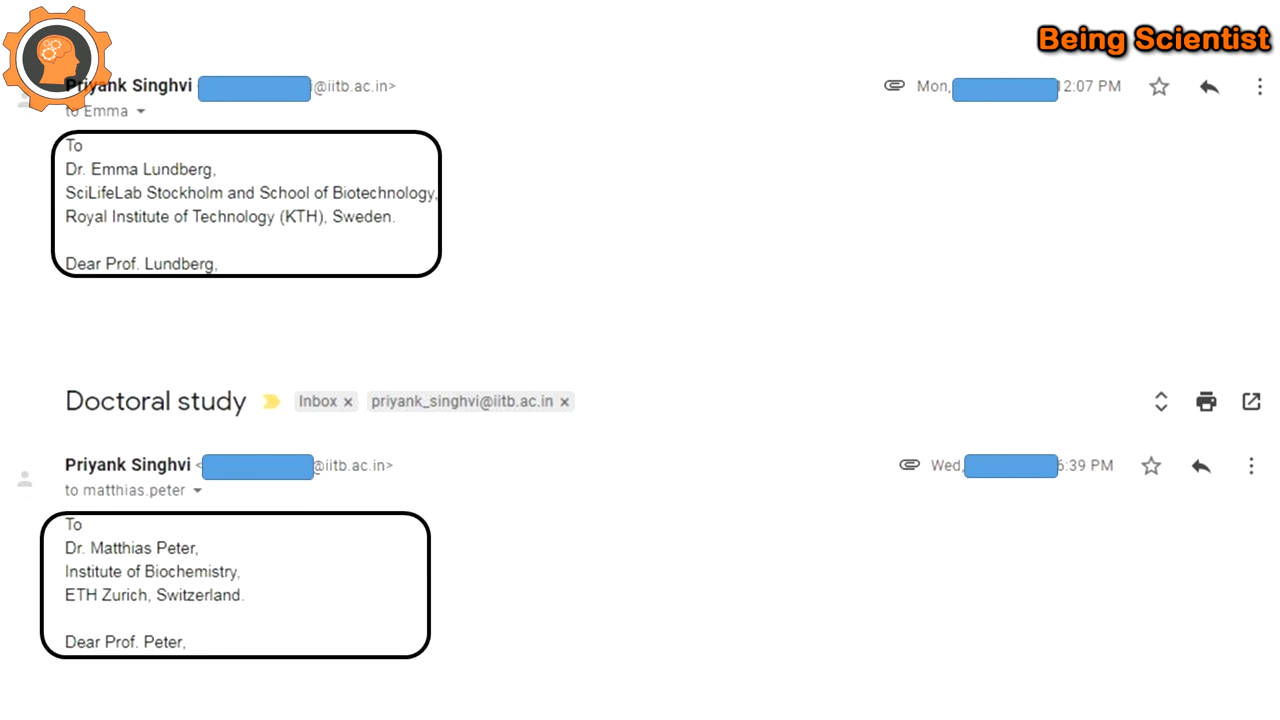 Being Scientist
Priyank Singhvi @iitb.ac.in> Mon, 2:07 PM
to Emma
To
Dr. Emma Lundberg,
SciLifeLab Stockholm and School of Biotechnology,
Royal Institute of Technology (KTH), Sweden.
Dear Prof. Lundberg,
Doctoral study Inbox × priyank_singhvi@iitb.ac.in ×
Priyank Singhvi < @iitb.ac.in> Wed, 6:39 PM
to matthias.peter
To
Dr. Matthias Peter,
Institute of Biochemistry,
ETH Zurich, Switzerland.
Dear Prof. Peter,